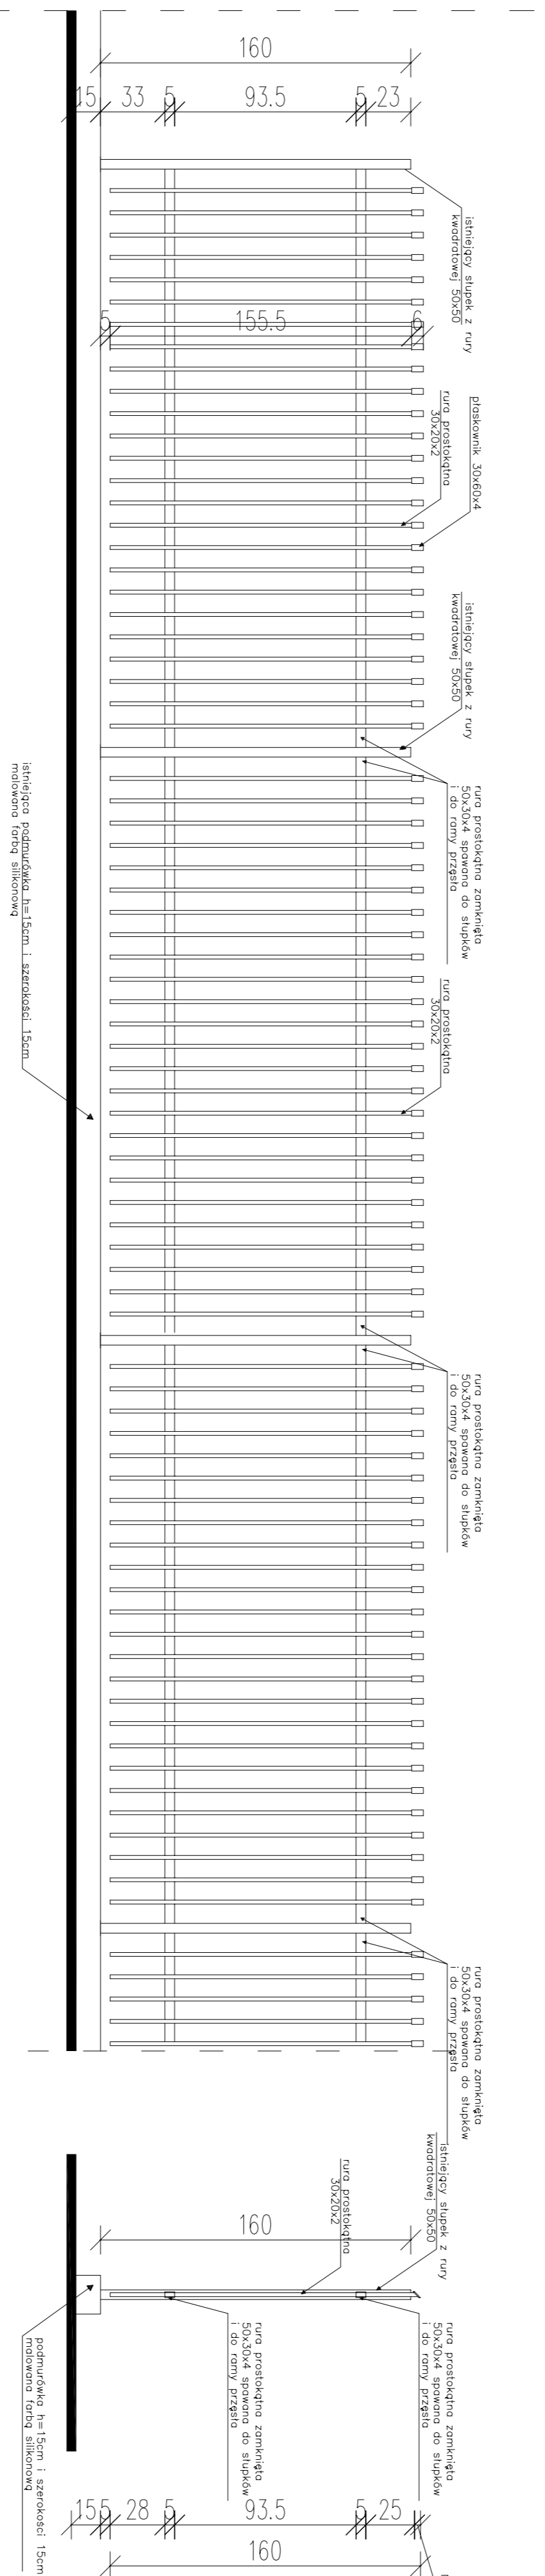 160
15
33
5
93.5
5
23
istniejący słupek z rury
kwadratowej 50x50
5
155.5
6
płaskownik 30x60x4
rura prostokątna
30x20x2
istniejący słupek z rury
kwadratowej 50x50
rura prostokątna zamknięta
50x30x4 spawana do słupków
i do ramy przęsła
istniejąca podmurówka h=15cm i szerokości 15cm
malowana farbą silikonową
rura prostokątna
30x20x2
rura prostokątna zamknięta
50x30x4 spawana do słupków
i do ramy przęsła
rura prostokątna zamknięta
50x30x4 spawana do słupków
i do ramy przęsła
istniejący słupek z rury
kwadratowej 50x50
rura prostokątna
30x20x2
160
rura prostokątna zamknięta
50x30x4 spawana do słupków
i do ramy przęsła
rura prostokątna zamknięta
50x30x4 spawana do słupków
i do ramy przęsła
podmurówka h=15cm i szerokości 15cm
malowana farbą silikonową
15
5
28
5
93.5
5
25
160